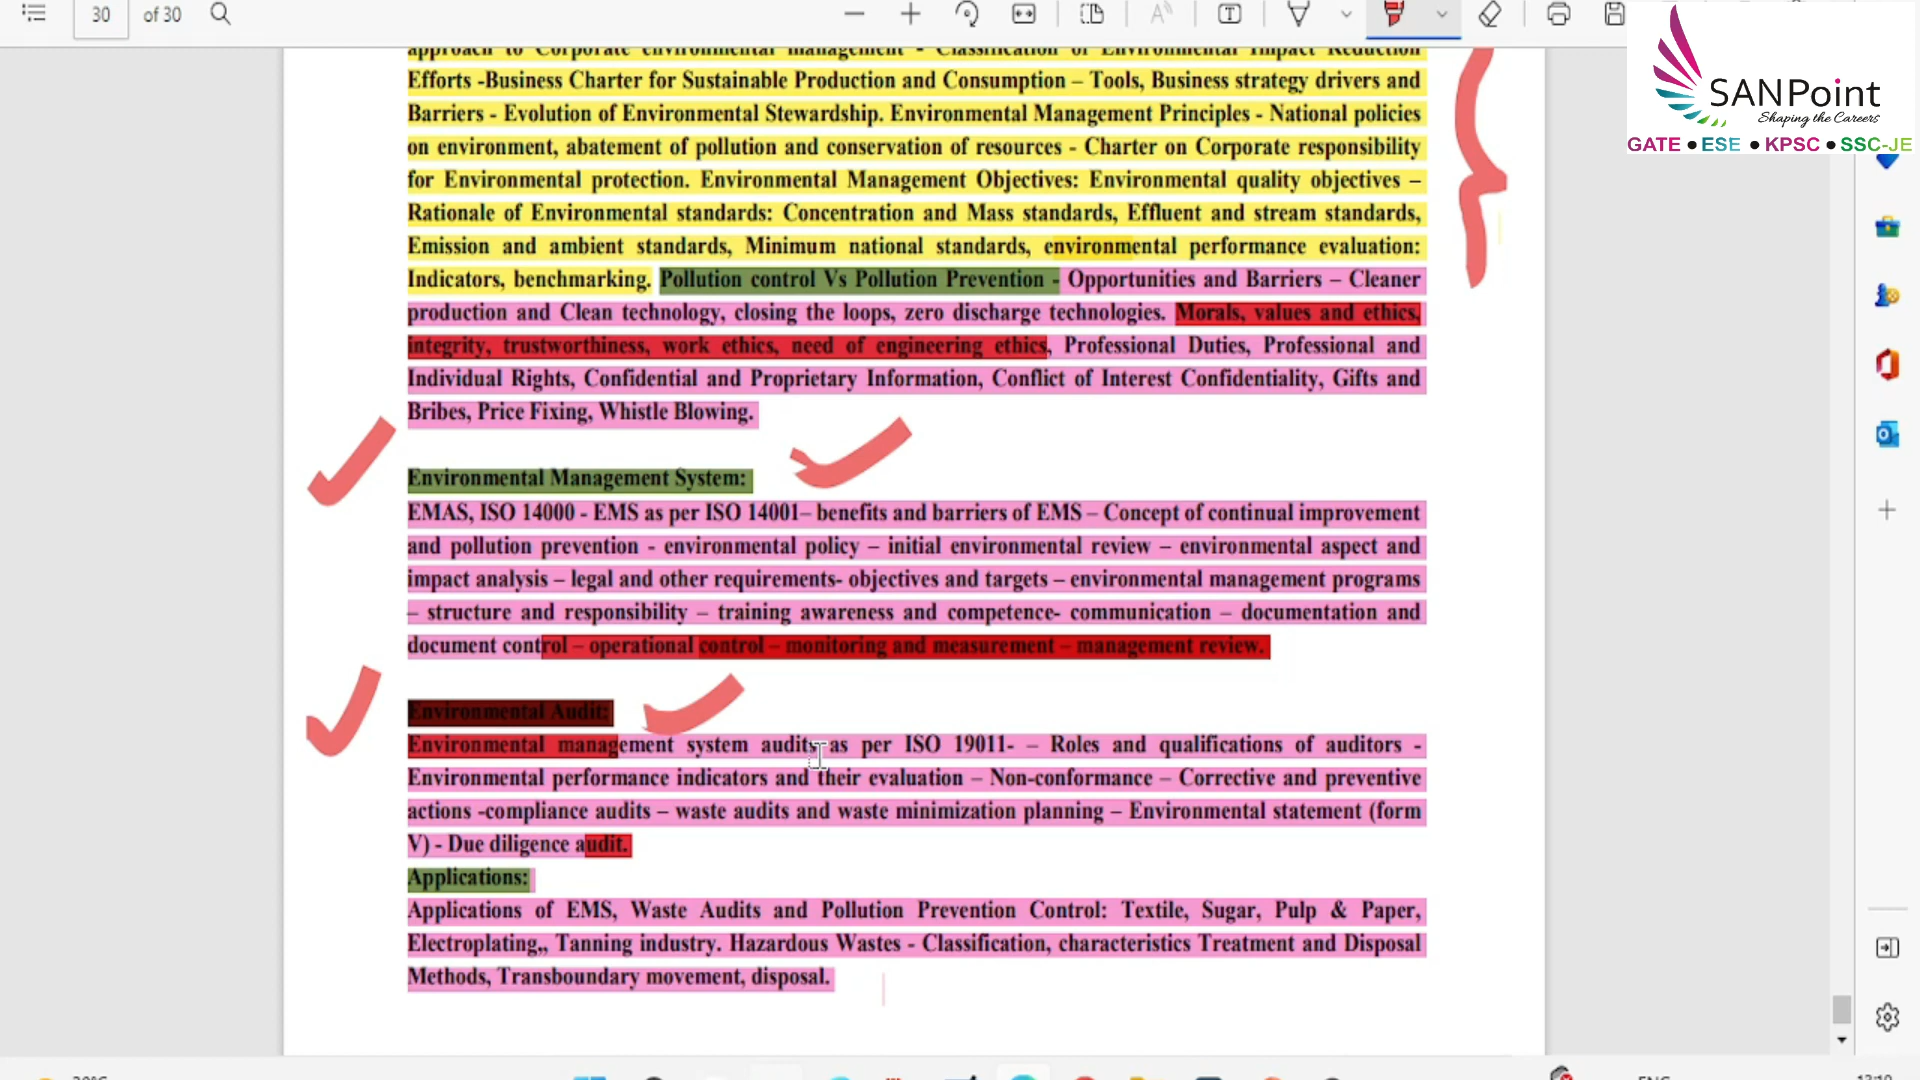 30 of 30
SANPoint
Shaping the Careers
GATE ● ESE ● KPSC ● SSC-JE
approach to Corporate environmental management - Classification of Environmental Impact Reduction
Efforts -Business Charter for Sustainable Production and Consumption – Tools, Business strategy drivers and
Barriers - Evolution of Environmental Stewardship. Environmental Management Principles - National policies
on environment, abatement of pollution and conservation of resources - Charter on Corporate responsibility
for Environmental protection. Environmental Management Objectives: Environmental quality objectives –
Rationale of Environmental standards: Concentration and Mass standards, Effluent and stream standards,
Emission and ambient standards, Minimum national standards, environmental performance evaluation:
Indicators, benchmarking. Pollution control Vs Pollution Prevention - Opportunities and Barriers – Cleaner
production and Clean technology, closing the loops, zero discharge technologies. Morals, values and ethics,
integrity, trustworthiness, work ethics, need of engineering ethics, Professional Duties, Professional and
Individual Rights, Confidential and Proprietary Information, Conflict of Interest Confidentiality, Gifts and
Bribes, Price Fixing, Whistle Blowing.
Environmental Management System:
EMAS, ISO 14000 - EMS as per ISO 14001– benefits and barriers of EMS – Concept of continual improvement
and pollution prevention - environmental policy – initial environmental review – environmental aspect and
impact analysis – legal and other requirements- objectives and targets – environmental management programs
– structure and responsibility – training awareness and competence- communication – documentation and
document control – operational control – monitoring and measurement – management review.
Environmental Audit:
Environmental management system audits as per ISO 19011- – Roles and qualifications of auditors -
Environmental performance indicators and their evaluation – Non-conformance – Corrective and preventive
actions -compliance audits – waste audits and waste minimization planning – Environmental statement (form
V) - Due diligence audit.
Applications:
Applications of EMS, Waste Audits and Pollution Prevention Control: Textile, Sugar, Pulp & Paper,
Electroplating,, Tanning industry. Hazardous Wastes - Classification, characteristics Treatment and Disposal
Methods, Transboundary movement, disposal.